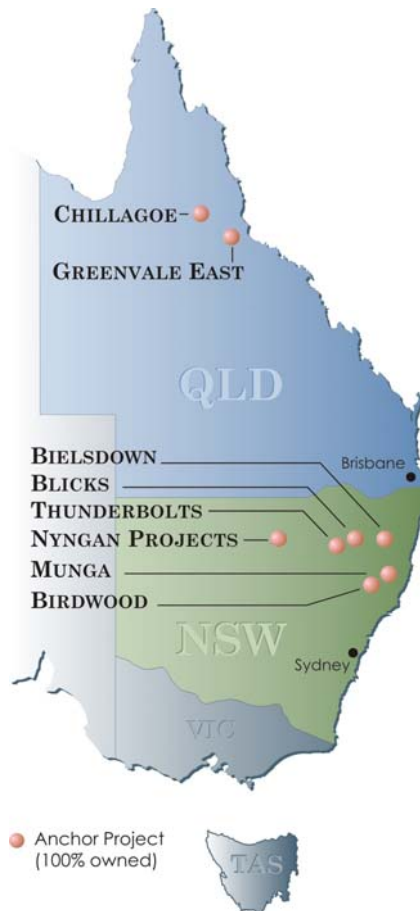 CHILLAGOE
GREENVALE EAST
QLD
BIELSDOWN
Brisbane
BLICKS
THUNDERBOLTS
NYNGAN PROJECTS
MUNGA
BIRDWOOD
NSW
Sydney
VIC
Anchor Project
(100% owned)
TAS